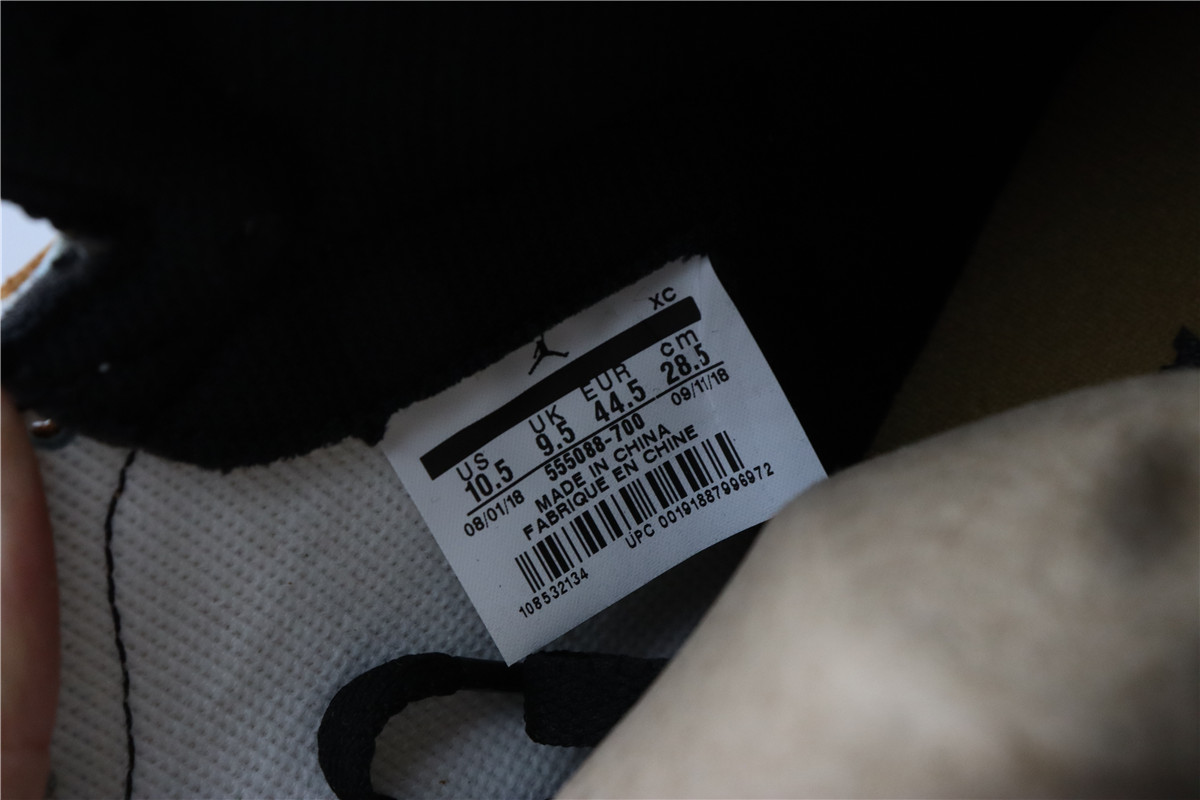 XC
US UK EUR cm
10.5 9.5 44.5 28.5
08/01/18 555088-700 09/11/18
MADE IN CHINA
FABRIQUE EN CHINE
UPC 00191887996972
108532134